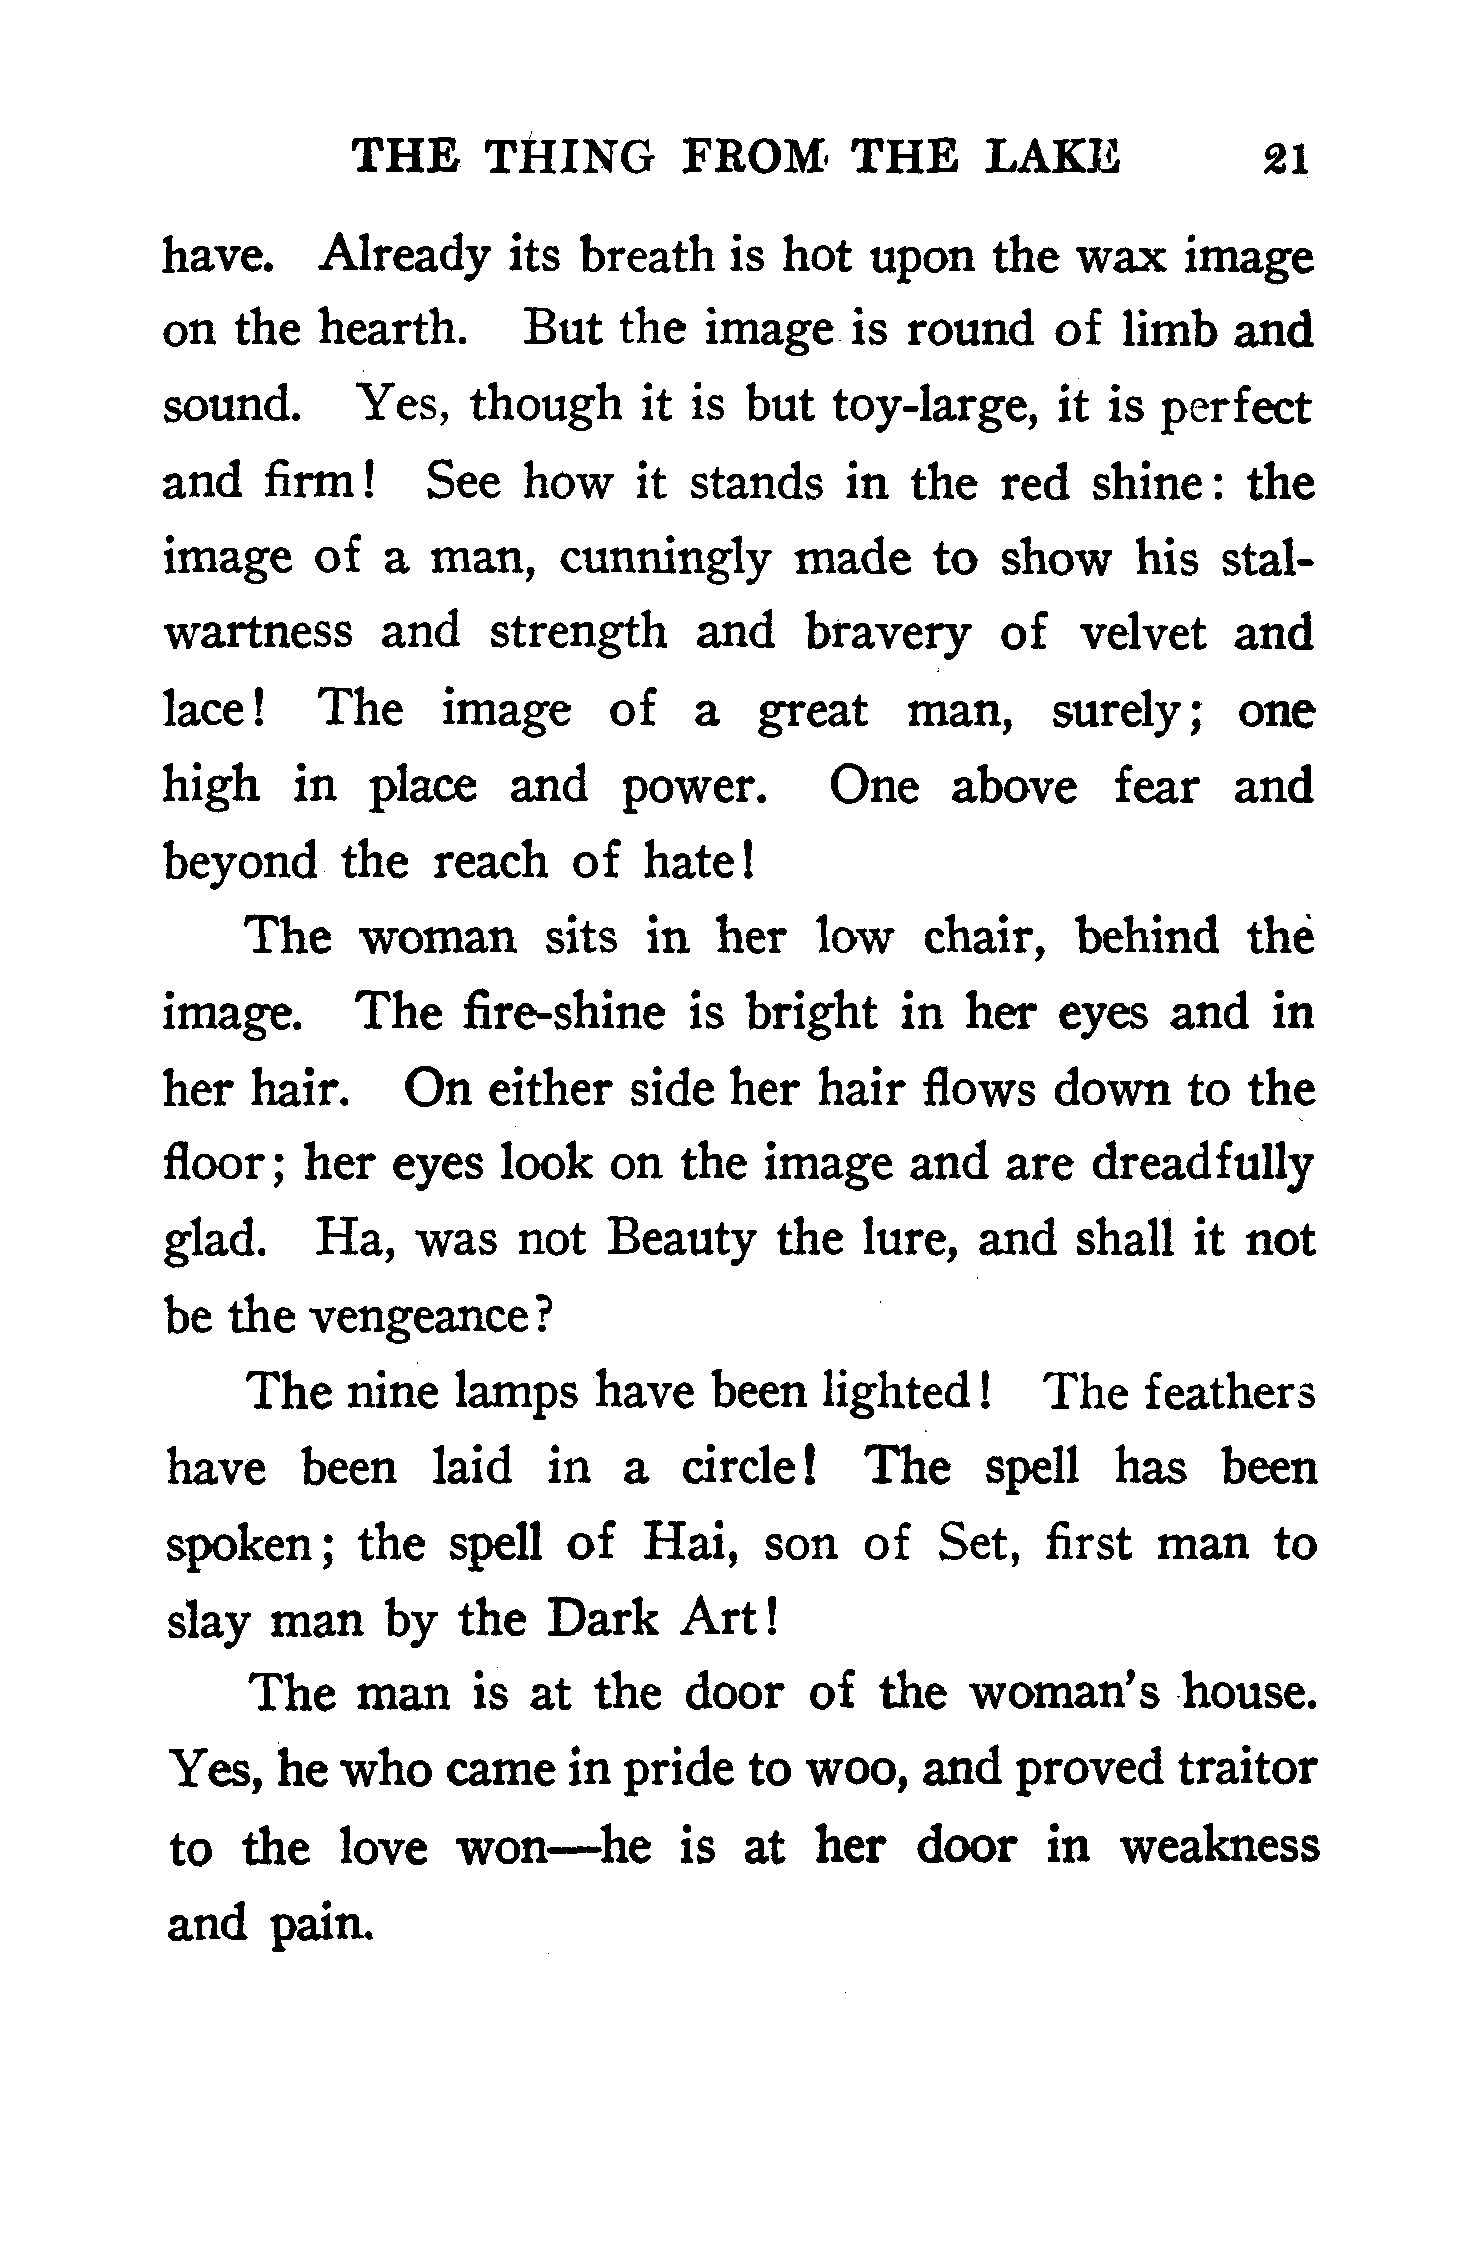 THE THING FROM THE LAKE 21
have. Already its breath is hot upon the wax image
on the hearth. But the image is round of limb and
sound. Yes, though it is but toy-large, it is perfect
and firm! See how it stands in the red shine: the
image of a man, cunningly made to show his stal-
wartness and strength and bravery of velvet and
lace! The image of a great man, surely; one
high in place and power. One above fear and
beyond the reach of hate!
The woman sits in her low chair, behind the
image. The fire-shine is bright in her eyes and in
her hair. On either side her hair flows down to the
floor; her eyes look on the image and are dreadfully
glad. Ha, was not Beauty the lure, and shall it not
be the vengeance?
The nine lamps have been lighted! The feathers
have been laid in a circle! The spell has been
spoken; the spell of Hai, son of Set, first man to
slay man by the Dark Art!
The man is at the door of the woman's house.
Yes, he who came in pride to woo, and proved traitor
to the love won—he is at her door in weakness
and pain.